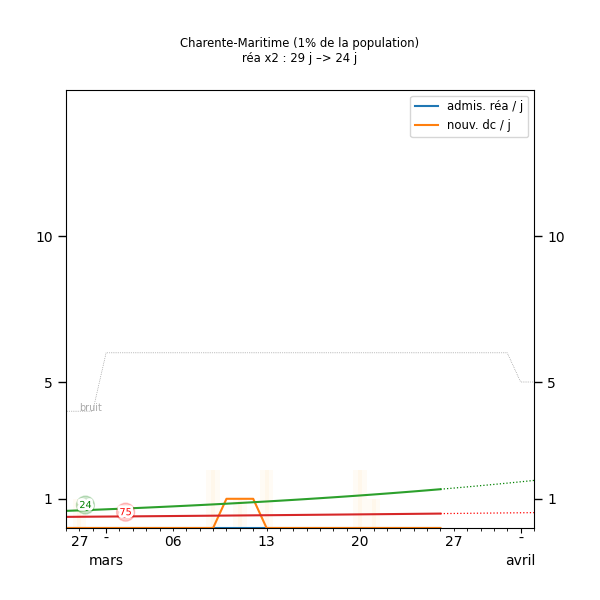 Charente-Maritime (1% de la population)
réa x2 : 29 j –> 24 j
admis. réa / j
nouv. dc / j
10
10
5
5
bruit
24
75
1
1
27
-
06
13
20
27
-
mars
avril